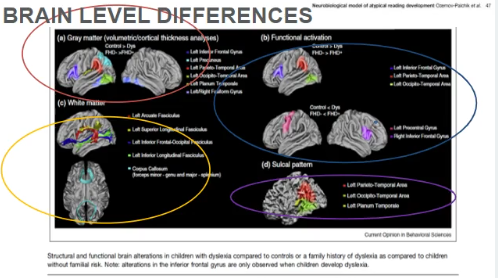 Neurobiological model of atypical reading development Ozernov-Palchik et al. 47
BRAIN LEVEL DIFFERENCES
(a) Gray matter (volumetric/cortical thickness analyses)
Control > Dys
FHD- >FHD+
Left Inferior Frontal Gyrus
Left Precuneus
Left Parieto-Temporal Area
Left Occipito-Temporal Area
Left Planum Temporale
Left/Right Fusiform Gyrus
(b) Functional activation
Control > Dys
FHD- > FHD+
Left Inferior Frontal Gyrus
Left Parieto-Temporal Area
Left Occipito-Temporal Area
Control < Dys
FHD- < FHD+
Left Precentral Gyrus
Right Inferior Frontal Gyrus
(c) White matter
Left Arcuate Fasciculus
Left Superior Longitudinal Fasciculus
Left Inferior Frontal-Occipital Fasciculus
Left Inferior Longitudinal Fasciculus
Corpus Callosum
(forceps minor - genu and major - splenium)
(d) Sulcal pattern
Left Parieto-Temporal Area
Left Occipito-Temporal Area
Left Planum Temporale
Current Opinion in Behavioral Sciences
Structural and functional brain alterations in children with dyslexia compared to controls or a family history of dyslexia as compared to children
without familial risk. Note: alterations in the inferior frontal gyrus are only observed when children develop dyslexia.